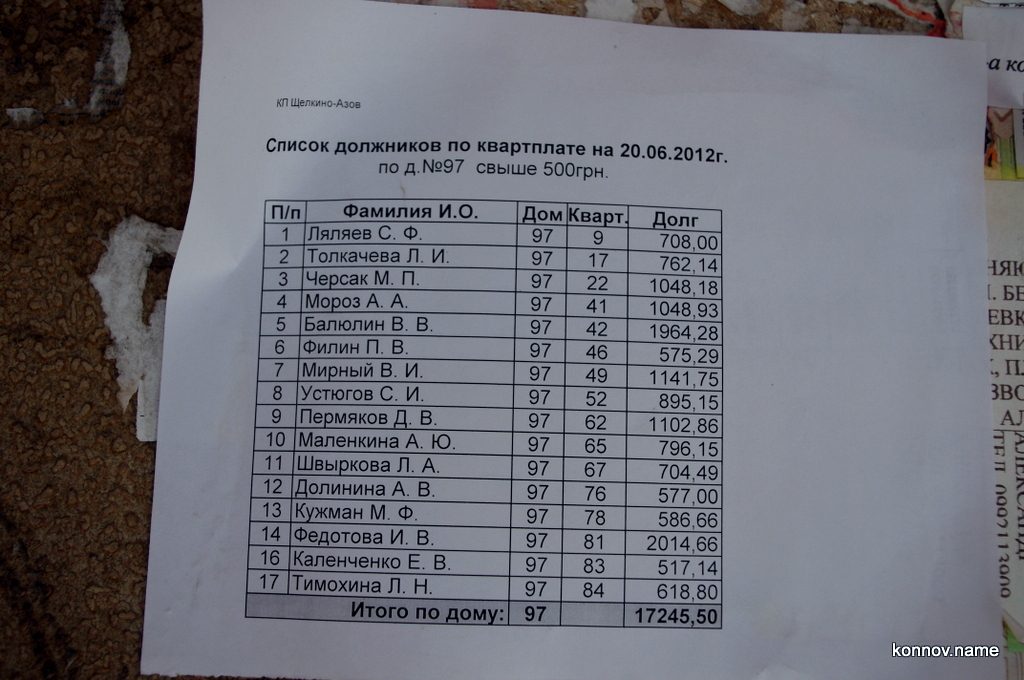 КП Щелкино-Азов
Список должников по квартплате на 20.06.2012г.
по д.№97 свыше 500грн.
П/п Фамилия И.О. Дом Кварт. Долг
1 Ляляев С. Ф. 97 9 708,00
2 Толкачева Л. И. 97 17 762,14
3 Черсак М. П. 97 22 1048,18
4 Мороз А. А. 97 41 1048,93
5 Балюлин В. В. 97 42 1964,28
6 Филин П. В. 97 46 575,29
7 Мирный В. И. 97 49 1141,75
8 Устюгов С. И. 97 52 895,15
9 Пермяков Д. В. 97 62 1102,86
10 Маленкина А. Ю. 97 65 796,15
11 Швыркова Л. А. 97 67 704,49
12 Долинина А. В. 97 76 577,00
13 Кужман М. Ф. 97 78 586,66
14 Федотова И. В. 97 81 2014,66
16 Каленченко Е. В. 97 83 517,14
17 Тимохина Л. Н. 97 84 618,80
Итого по дому: 97 17245,50
konnov.name